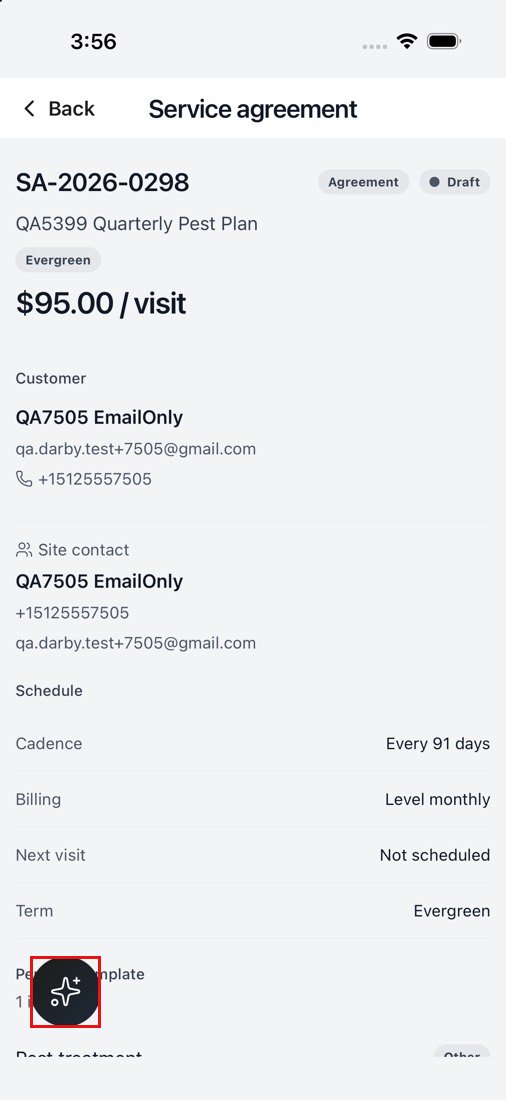 3:56
Back
Service agreement
SA-2026-0298
Agreement
Draft
QA5399 Quarterly Pest Plan
Evergreen
$95.00 / visit
Customer
QA7505 EmailOnly
qa.darby.test+7505@gmail.com
+15125557505
Site contact
QA7505 EmailOnly
+15125557505
qa.darby.test+7505@gmail.com
Schedule
Cadence
Every 91 days
Billing
Level monthly
Next visit
Not scheduled
Term
Evergreen
1
Other